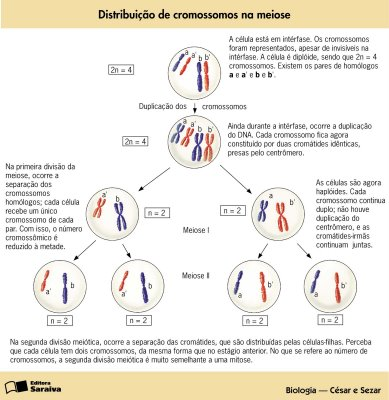 Distribuição de cromossomos na meiose
A célula está em intérfase. Os cromossomos
foram representados, apesar de invisíveis na
intérfase. A célula é diplóide, sendo que 2n = 4
cromossomos. Existem os pares de homólogos
a e a' e b e b'.
a a' b b'
2n = 4
Duplicação dos cromossomos
Ainda durante a intérfase, ocorre a duplicação
do DNA. Cada cromossomo fica agora
constituído por duas cromátides idênticas,
presas pelo centrômero.
a a' b b'
2n = 4
Na primeira divisão da
meiose, ocorre a
separação dos
cromossomos
homólogos; cada célula
recebe um único
cromossomo de cada
par. Com isso, o número
cromossômico é
reduzido à metade.
a' b
n = 2
Meiose I
a b'
n = 2
As células são agora
haplóides. Cada
cromossomo continua
duplo; não houve
duplicação do
centrômero, e as
cromátides-irmãs
continuam juntas.
Meiose II
a' b
n = 2
a' b
n = 2
a b'
n = 2
a b'
n = 2
Na segunda divisão meiótica, ocorre a separação das cromátides, que são distribuídas pelas células-filhas. Perceba
que cada célula tem dois cromossomos, da mesma forma que no estágio anterior. No que se refere ao número de
cromossomos, a segunda divisão meiótica é muito semelhante a uma mitose.
Editora
Saraiva
Biologia — César e Sezar